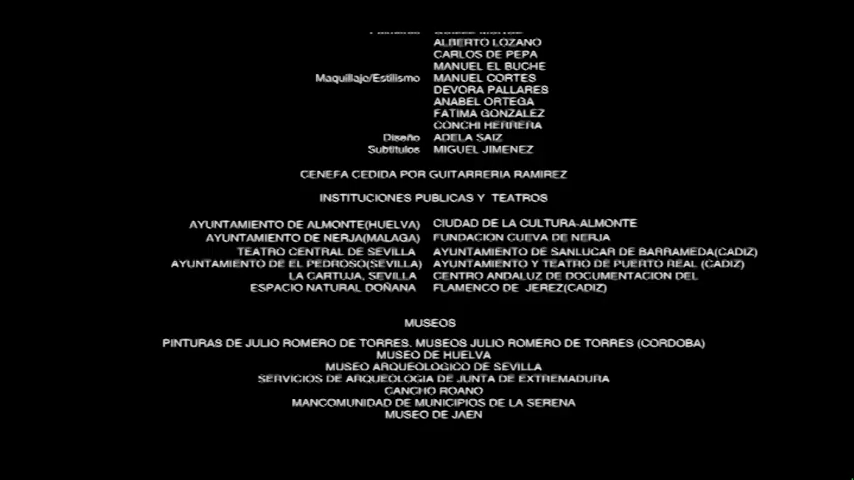 ALBERTO LOZANO
CARLOS DE PEPA
MANUEL EL BUCHE
Maquillaje/Estilismo MANUEL CORTES
DEVORA PALLARES
ANABEL ORTEGA
FATIMA GONZALEZ
CONCHI HERRERA
Diseño ADELA SAIZ
Subtitulos MIGUEL JIMENEZ
CENEFA CEDIDA POR GUITARRERIA RAMIREZ
INSTITUCIONES PUBLICAS Y TEATROS
AYUNTAMIENTO DE ALMONTE(HUELVA) CIUDAD DE LA CULTURA-ALMONTE
AYUNTAMIENTO DE NERJA(MALAGA) FUNDACION CUEVA DE NERJA
TEATRO CENTRAL DE SEVILLA AYUNTAMIENTO DE SANLUCAR DE BARRAMEDA(CADIZ)
AYUNTAMIENTO DE EL PEDROSO(SEVILLA) AYUNTAMIENTO Y TEATRO DE PUERTO REAL (CADIZ)
LA CARTUJA, SEVILLA CENTRO ANDALUZ DE DOCUMENTACION DEL
ESPACIO NATURAL DOÑANA FLAMENCO DE JEREZ(CADIZ)
MUSEOS
PINTURAS DE JULIO ROMERO DE TORRES. MUSEOS JULIO ROMERO DE TORRES (CORDOBA)
MUSEO DE HUELVA
MUSEO ARQUEOLOGICO DE SEVILLA
SERVICIOS DE ARQUEOLOGIA DE JUNTA DE EXTREMADURA
CANCHO ROANO
MANCOMUNIDAD DE MUNICIPIOS DE LA SERENA
MUSEO DE JAEN